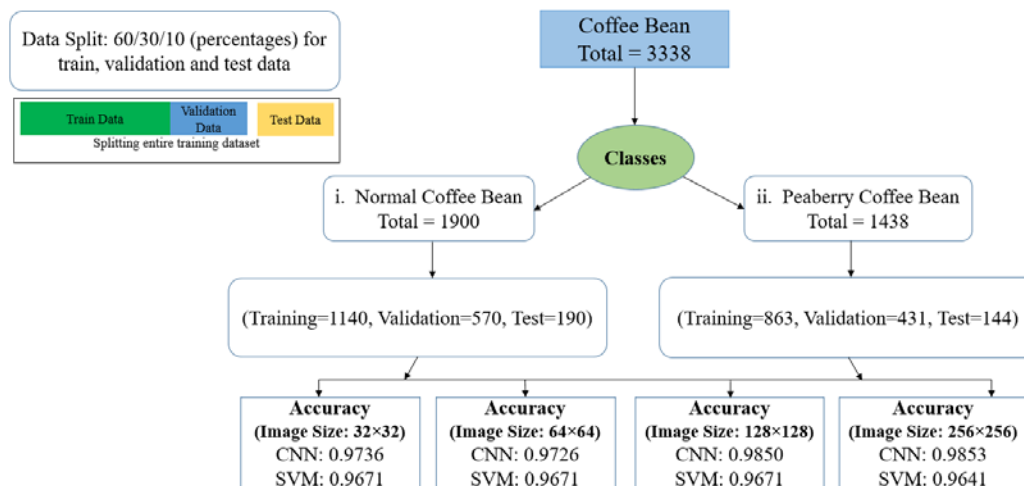 Data Split: 60/30/10 (percentages) for
train, validation and test data
Train Data
Validation
Data
Test Data
Splitting entire training dataset
Coffee Bean
Total = 3338
Classes
i. Normal Coffee Bean
Total = 1900
ii. Peaberry Coffee Bean
Total = 1438
(Training=1140, Validation=570, Test=190)
(Training=863, Validation=431, Test=144)
Accuracy
(Image Size: 32×32)
CNN: 0.9736
SVM: 0.9671
Accuracy
(Image Size: 64×64)
CNN: 0.9726
SVM: 0.9671
Accuracy
(Image Size: 128×128)
CNN: 0.9850
SVM: 0.9671
Accuracy
(Image Size: 256×256)
CNN: 0.9853
SVM: 0.9641